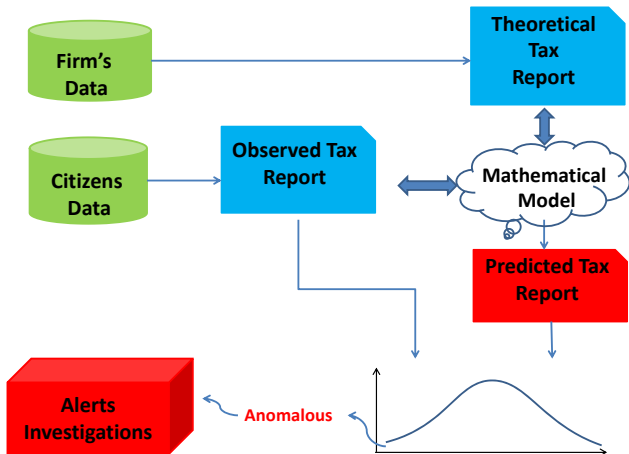 Firm's
Data
Theoretical
Tax
Report
Citizens
Data
Observed Tax
Report
Mathematical
Model
Predicted Tax
Report
Alerts
Investigations
Anomalous